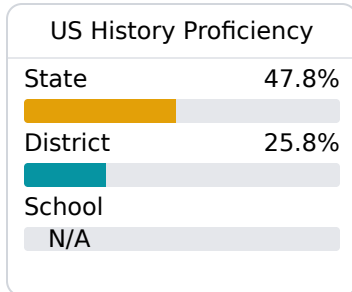 US History Proficiency
State 47.8%
District 25.8%
School
N/A